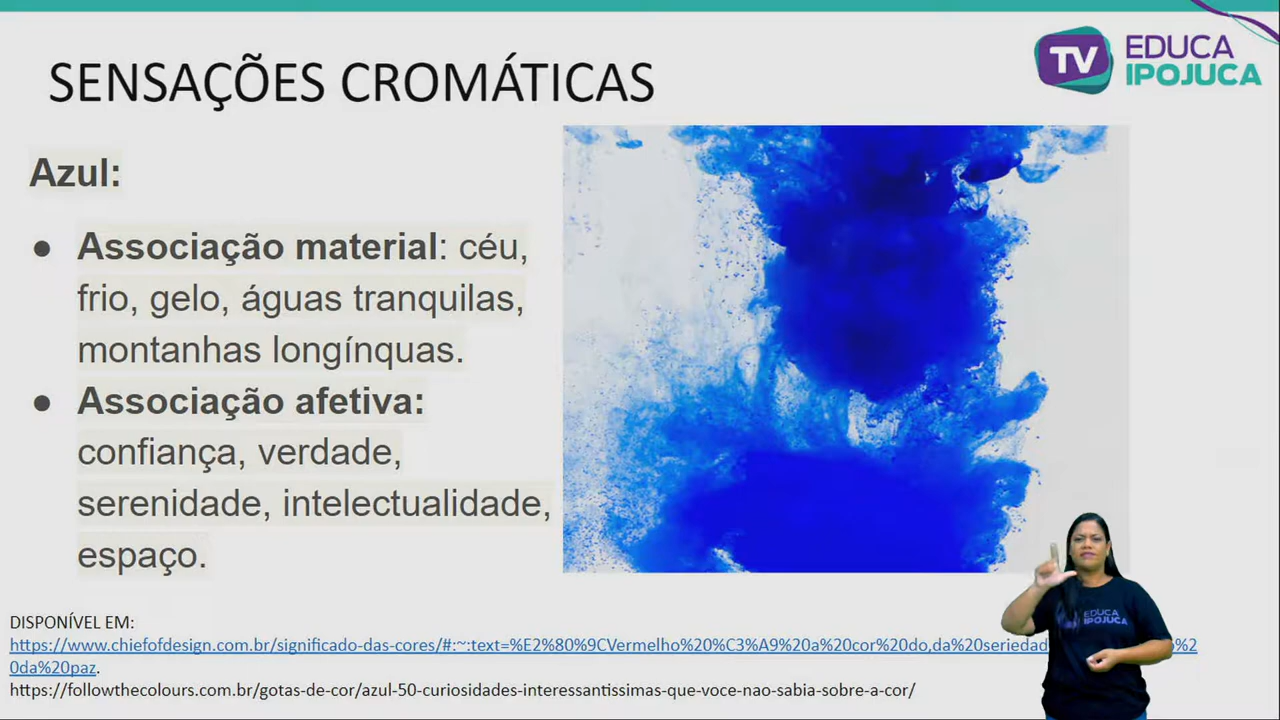 SENSAÇÕES CROMÁTICAS
TV EDUCA
IPOJUCA
Azul:
● Associação material: céu,
frio, gelo, águas tranquilas,
montanhas longínquas.
● Associação afetiva:
confiança, verdade,
serenidade, intelectualidade,
espaço.
EDUCA
IPOJUCA
DISPONÍVEL EM:
https://www.chiefofdesign.com.br/significado-das-cores/#:~:text=%E2%80%9CVermelho%20%C3%A9%20a%20cor%20do,da%20seriedad
0da%20paz.
https://followthecolours.com.br/gotas-de-cor/azul-50-curiosidades-interessantissimas-que-voce-nao-sabia-sobre-a-cor/